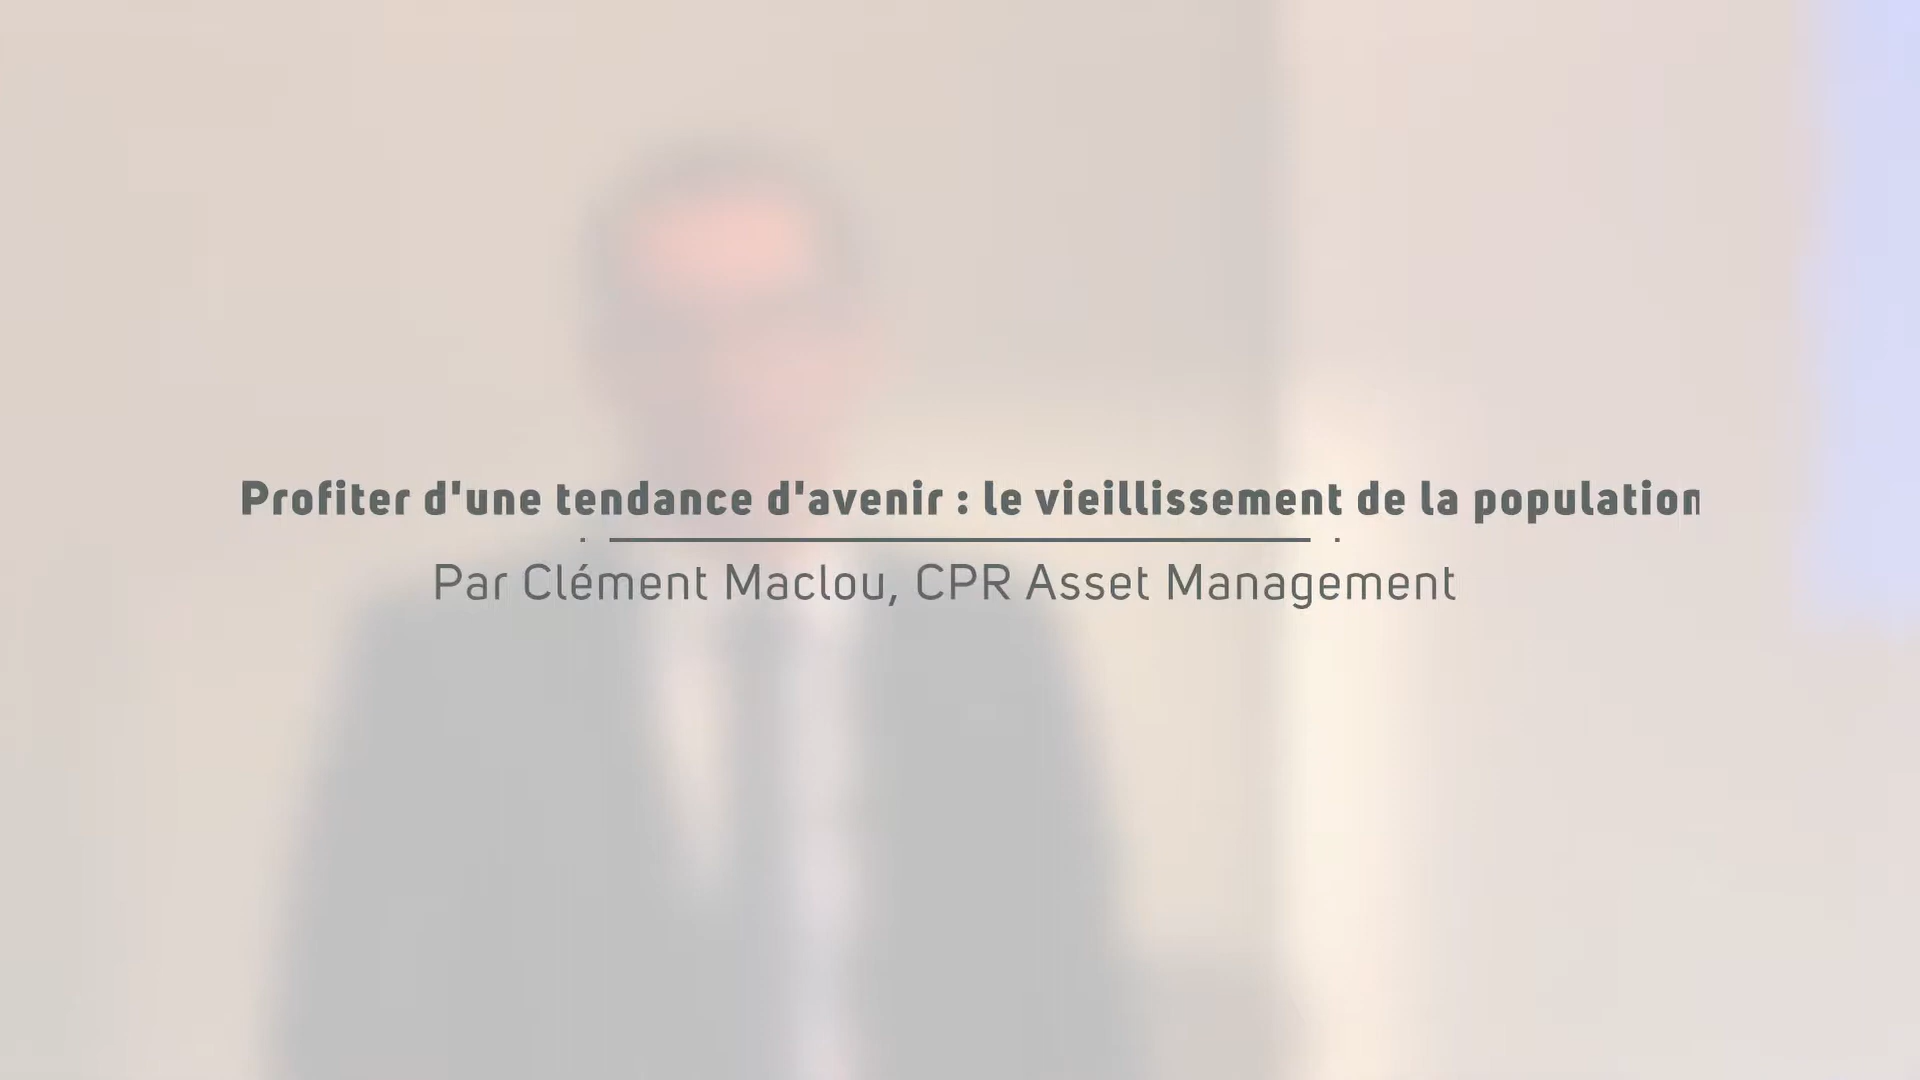 Profiter d'une tendance d'avenir : le vieillissement de la population
Par Clément Maclou, CPR Asset Management